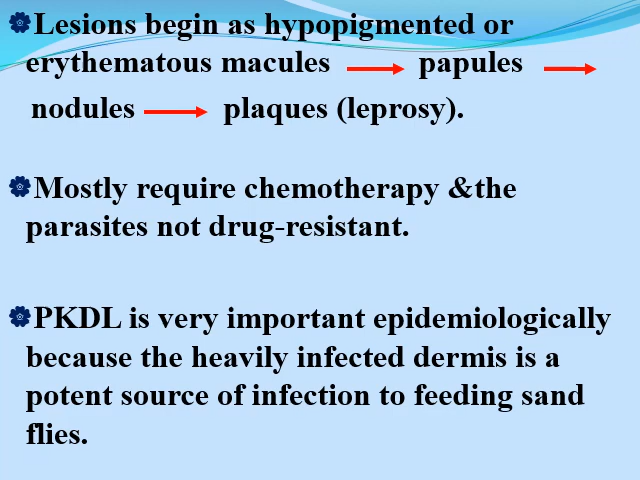 Lesions begin as hypopigmented or
erythematous macules papules
nodules plaques (leprosy).
Mostly require chemotherapy &the
parasites not drug-resistant.
PKDL is very important epidemiologically
because the heavily infected dermis is a
potent source of infection to feeding sand
flies.